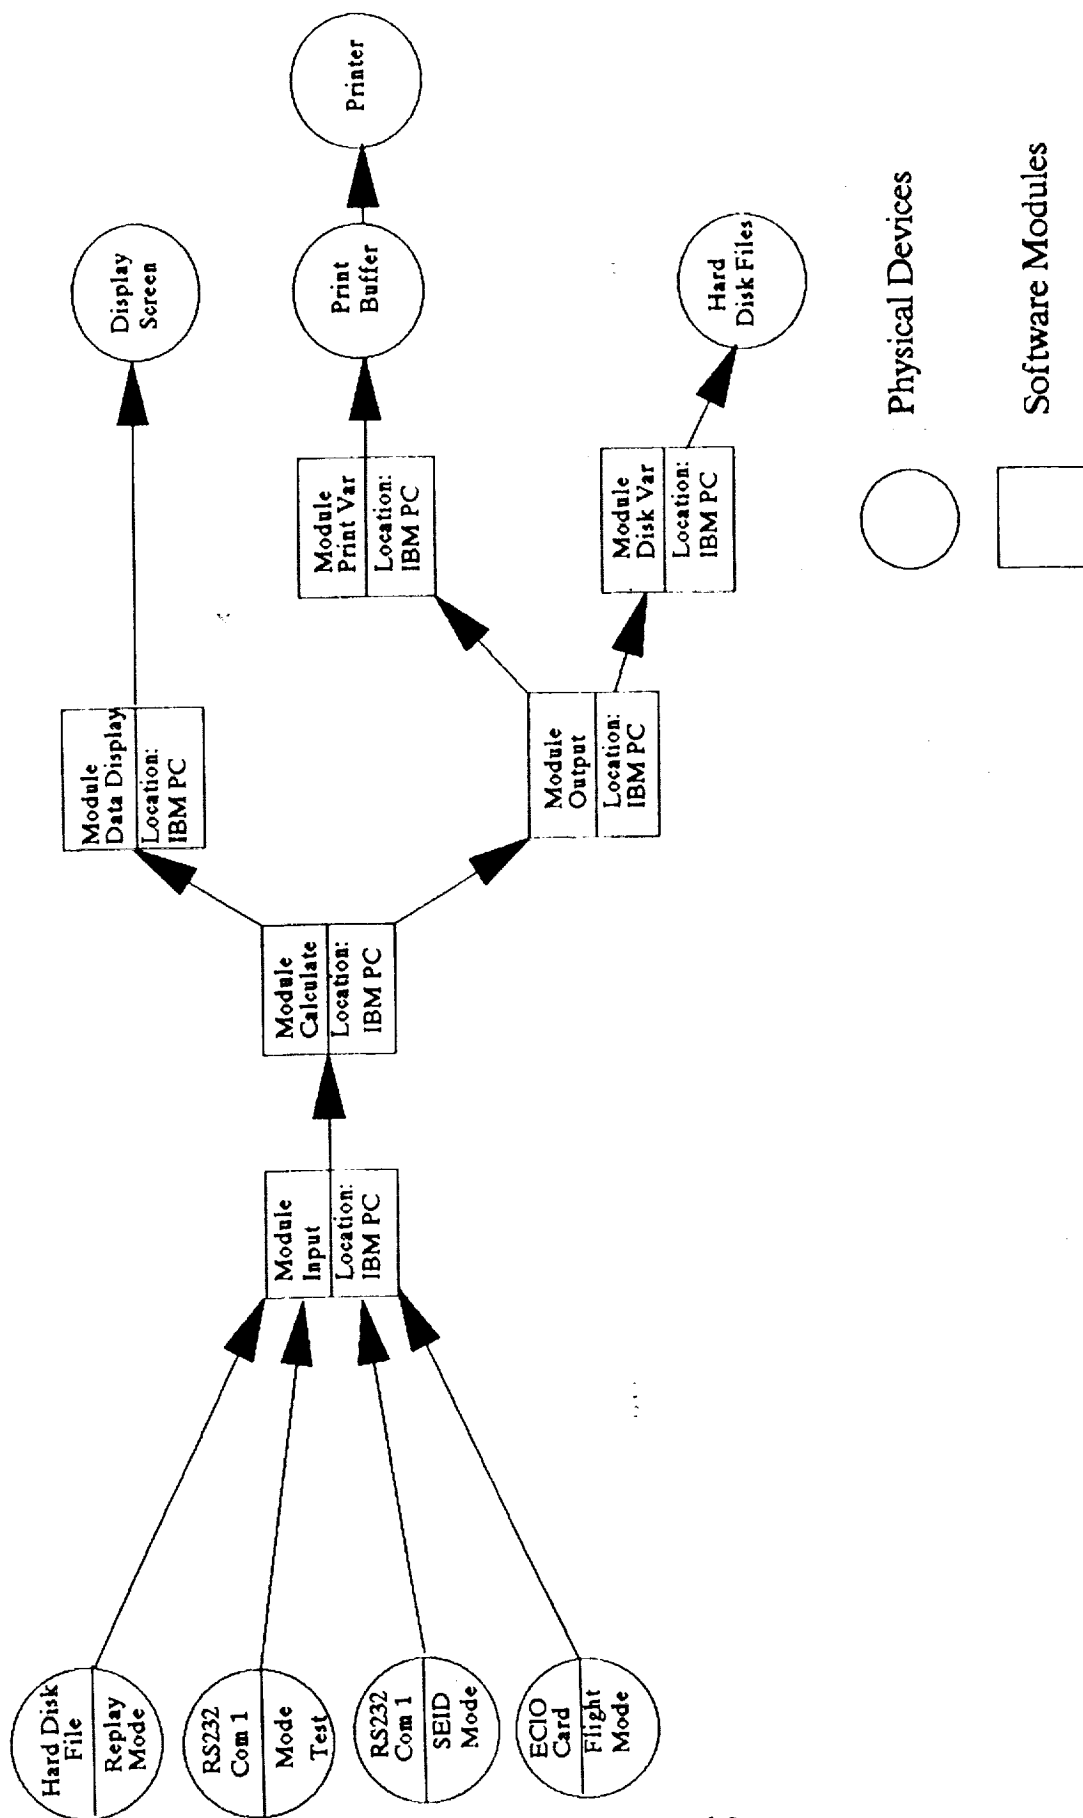 Hard Disk
File
Replay
Mode
RS232
Com 1
Mode
Test
RS232
Com 1
SEID
Mode
ECIO
Card
Flight
Mode
Module
Input
Location:
IBM PC
Module
Calculate
Location:
IBM PC
Module
Data Display
Location:
IBM PC
Module
Output
Location:
IBM PC
Module
Print Var
Location:
IBM PC
Module
Disk Var
Location:
IBM PC
Display
Screen
Print
Buffer
Printer
Hard
Disk Files
Physical Devices
Software Modules